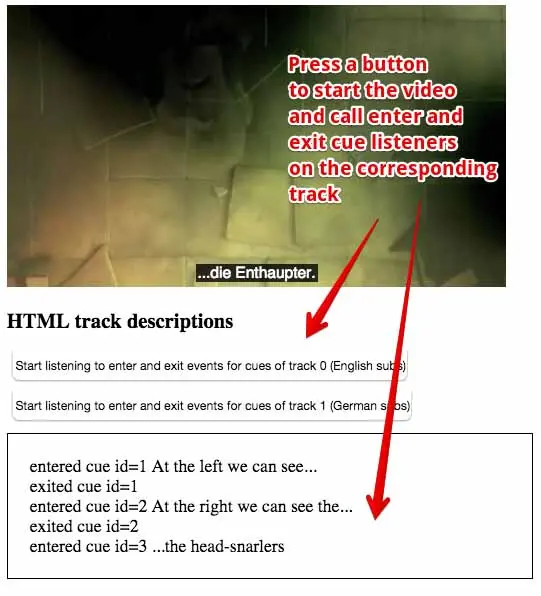 Press a button
to start the video
and call enter and
exit cue listeners
on the corresponding
track
...die Enthaupter.
HTML track descriptions
Start listening to enter and exit events for cues of track 0 (English subs)
Start listening to enter and exit events for cues of track 1 (German subs)
entered cue id=1 At the left we can see...
exited cue id=1
entered cue id=2 At the right we can see the...
exited cue id=2
entered cue id=3 ...the head-snarlers